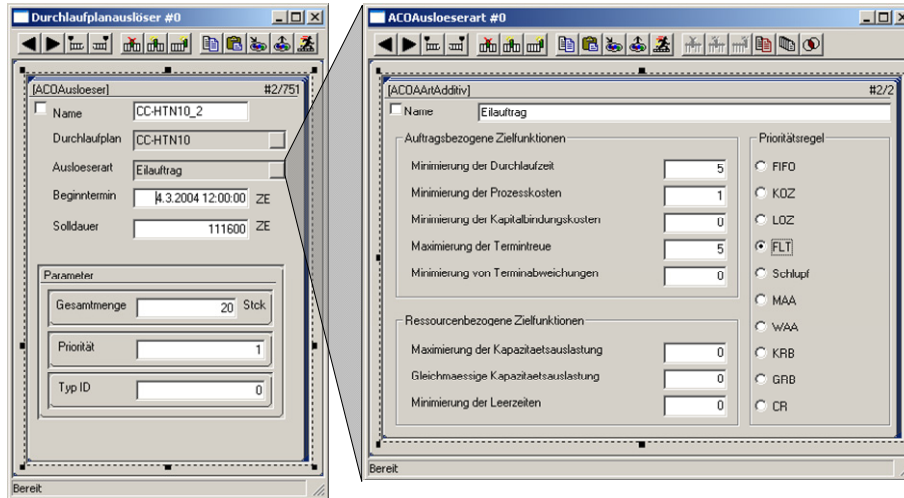 Durchlaufplanauslöser #0
[ACOAusloeser] #2/751
Name CC-HTN10_2
Durchlaufplan CC-HTN10
Ausloeserart Eilauftrag
Beginntermin 4.3.2004 12:00:00 ZE
Solldauer 111600 ZE
Parameter
Gesamtmenge 20 Stck
Priorität 1
Typ ID 0
Bereit
ACOAusloeserart #0
[ACOAArtAdditiv] #2/2
Name Eilauftrag
Auftragsbezogene Zielfunktionen
Minimierung der Durchlaufzeit 5
Minimierung der Prozesskosten 1
Minimierung der Kapitalbindungskosten 0
Maximierung der Termintreue 5
Minimierung von Terminabweichungen 0
Ressourcenbezogene Zielfunktionen
Maximierung der Kapazitaetsauslastung 0
Gleichmaessige Kapazitaetsauslastung 0
Minimierung der Leerzeiten 0
Prioritätsregel
FIFO
KOZ
LOZ
FLT
Schlupf
MAA
WAA
KRB
GRB
CR
Bereit